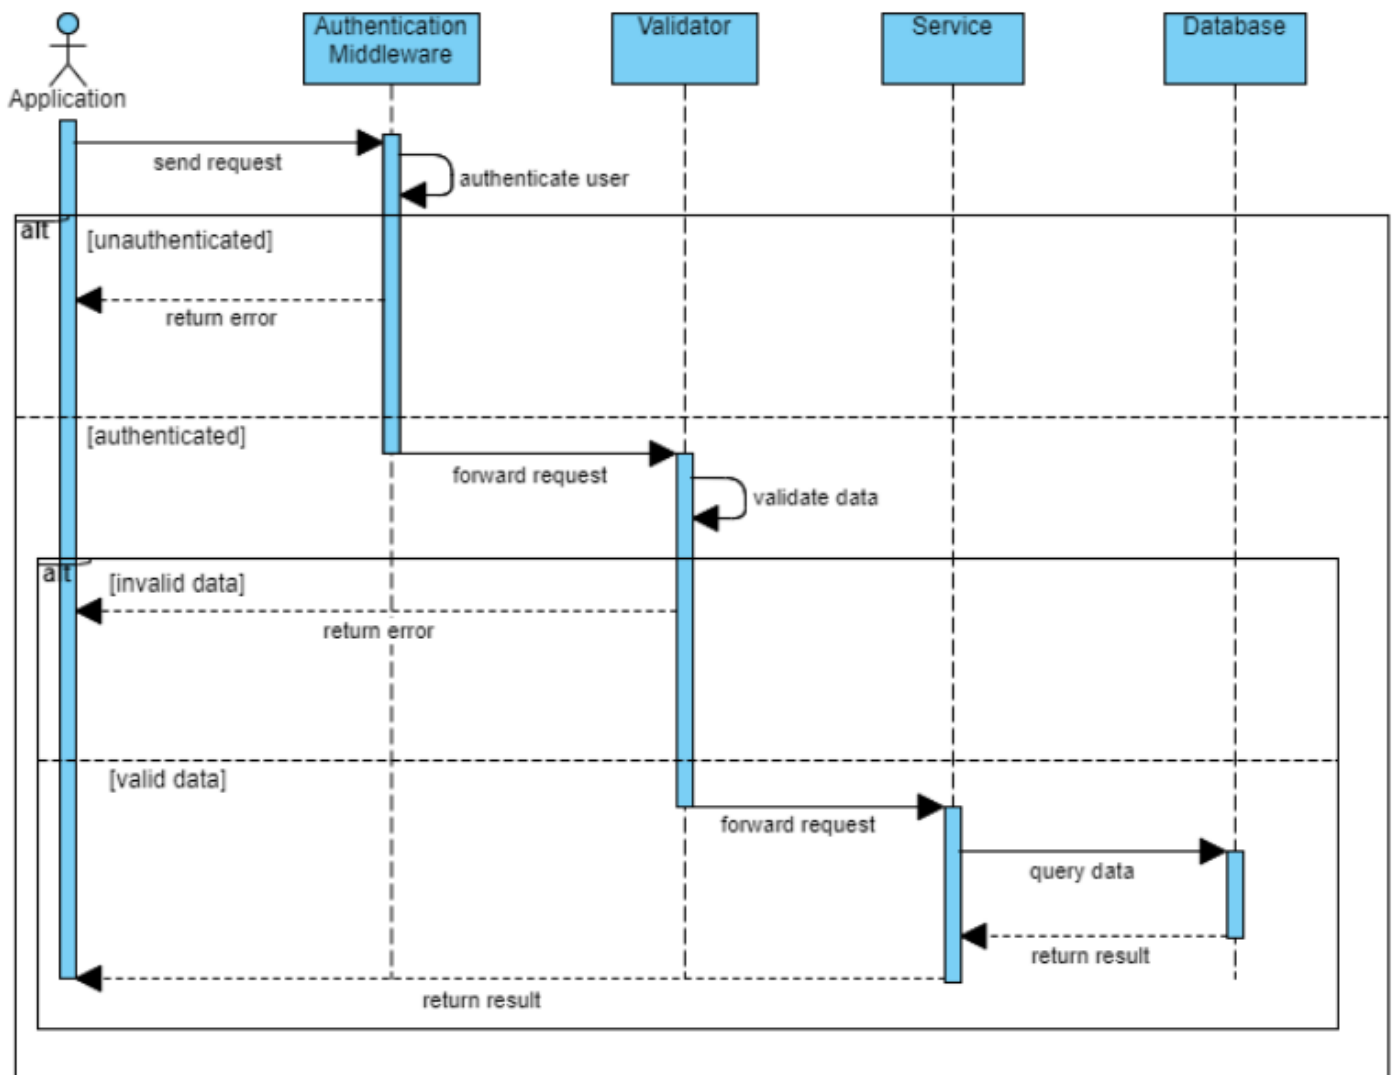 Application
Authentication
Middleware
Validator
Service
Database
send request
authenticate user
alt
[unauthenticated]
return error
[authenticated]
forward request
validate data
alt
[invalid data]
return error
[valid data]
forward request
query data
return result
return result